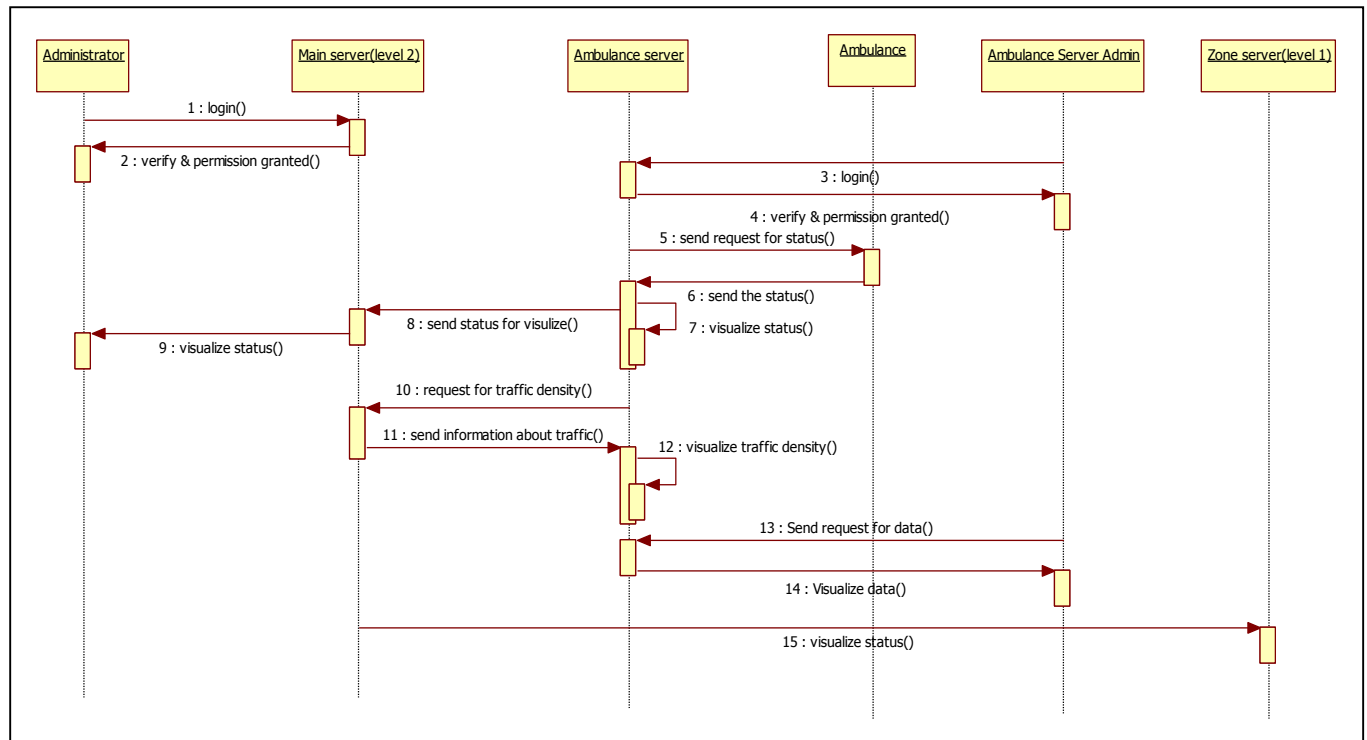 Administrator
Main server(level 2)
Ambulance server
Ambulance
Ambulance Server Admin
Zone server(level 1)
1 : login()
2 : verify & permission granted()
3 : login()
4 : verify & permission granted()
5 : send request for status()
6 : send the status()
7 : visualize status()
8 : send status for visulize()
9 : visualize status()
10 : request for traffic density()
11 : send information about traffic()
12 : visualize traffic density()
13 : Send request for data()
14 : Visualize data()
15 : visualize status()